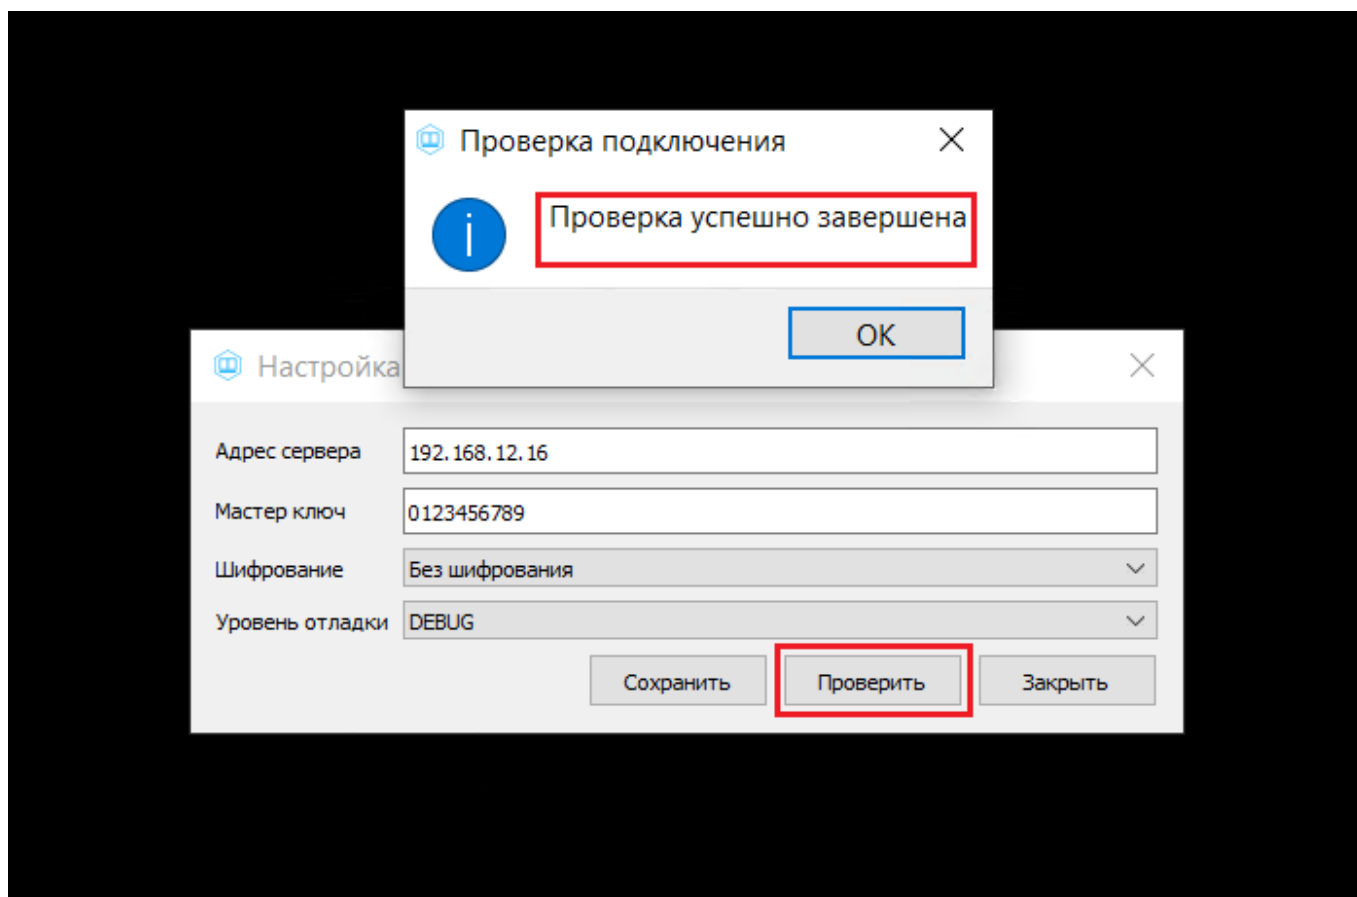 Проверка подключения
Проверка успешно завершена
OK
Настройка
Адрес сервера 192.168.12.16
Мастер ключ 0123456789
Шифрование Без шифрования
Уровень отладки DEBUG
Сохранить Проверить Закрыть